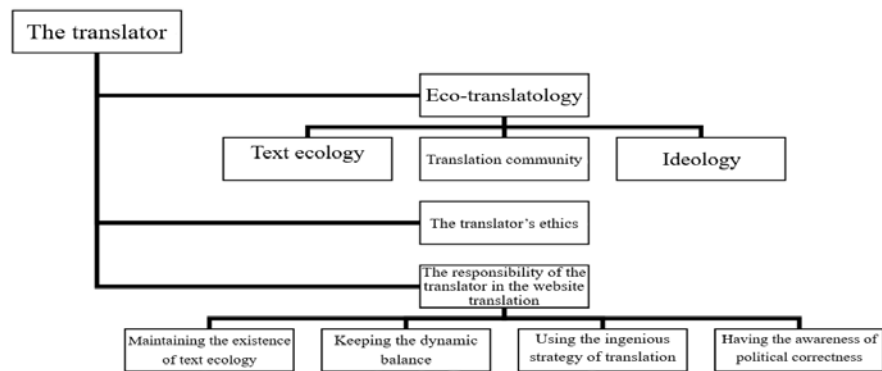 The translator
Eco-translatology
Text ecology
Translation community
Ideology
The translator’s ethics
The responsibility of the
translator in the website
translation
Maintaining the existence
of text ecology
Keeping the dynamic
balance
Using the ingenious
strategy of translation
Having the awareness of
political correctness